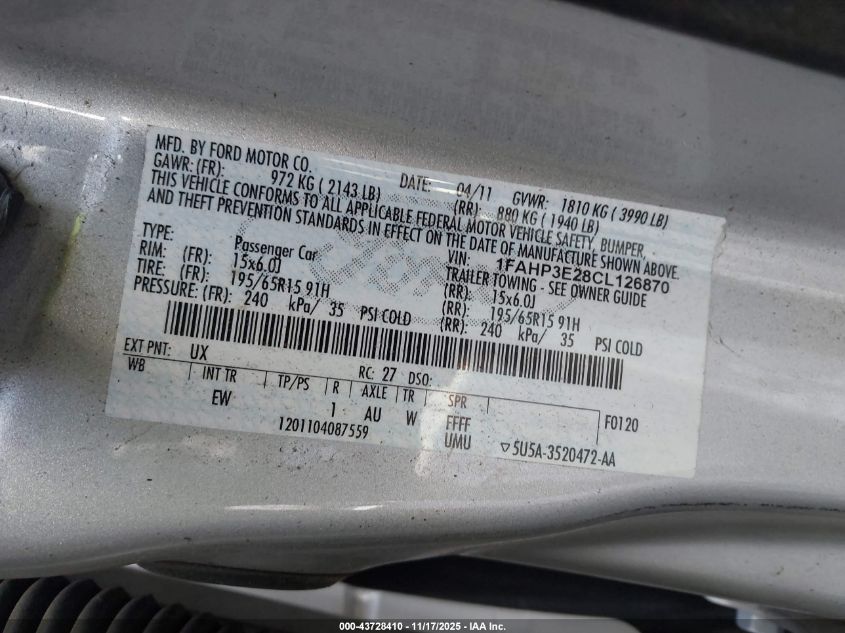 MFD. BY FORD MOTOR CO.
DATE: 04/11 GVWR: 1810 KG ( 3990 LB)
GAWR: (FR): 972 KG ( 2143 LB) (RR): 880 KG ( 1940 LB)
THIS VEHICLE CONFORMS TO ALL APPLICABLE FEDERAL MOTOR VEHICLE SAFETY, BUMPER,
AND THEFT PREVENTION STANDARDS IN EFFECT ON THE DATE OF MANUFACTURE SHOWN ABOVE.
VIN: 1FAHP3E28CL126870
TYPE: Passenger Car TRAILER TOWING - SEE OWNER GUIDE
RIM: (FR): 15x6.0J (RR): 15x6.0J
TIRE: (FR): 195/65R15 91H (RR): 195/65R15 91H
PRESSURE: (FR): 240 kPa/ 35 PSI COLD (RR): 240 kPa/ 35 PSI COLD
EXT PNT: UX RC: 27 DSO:
WB INT TR TP/PS R AXLE TR SPR
EW 1 AU W FFFF F0120
UMU
1201104087559 ▽5U5A-3520472-AA
000-43728410 - 11/17/2025 - IAA Inc.